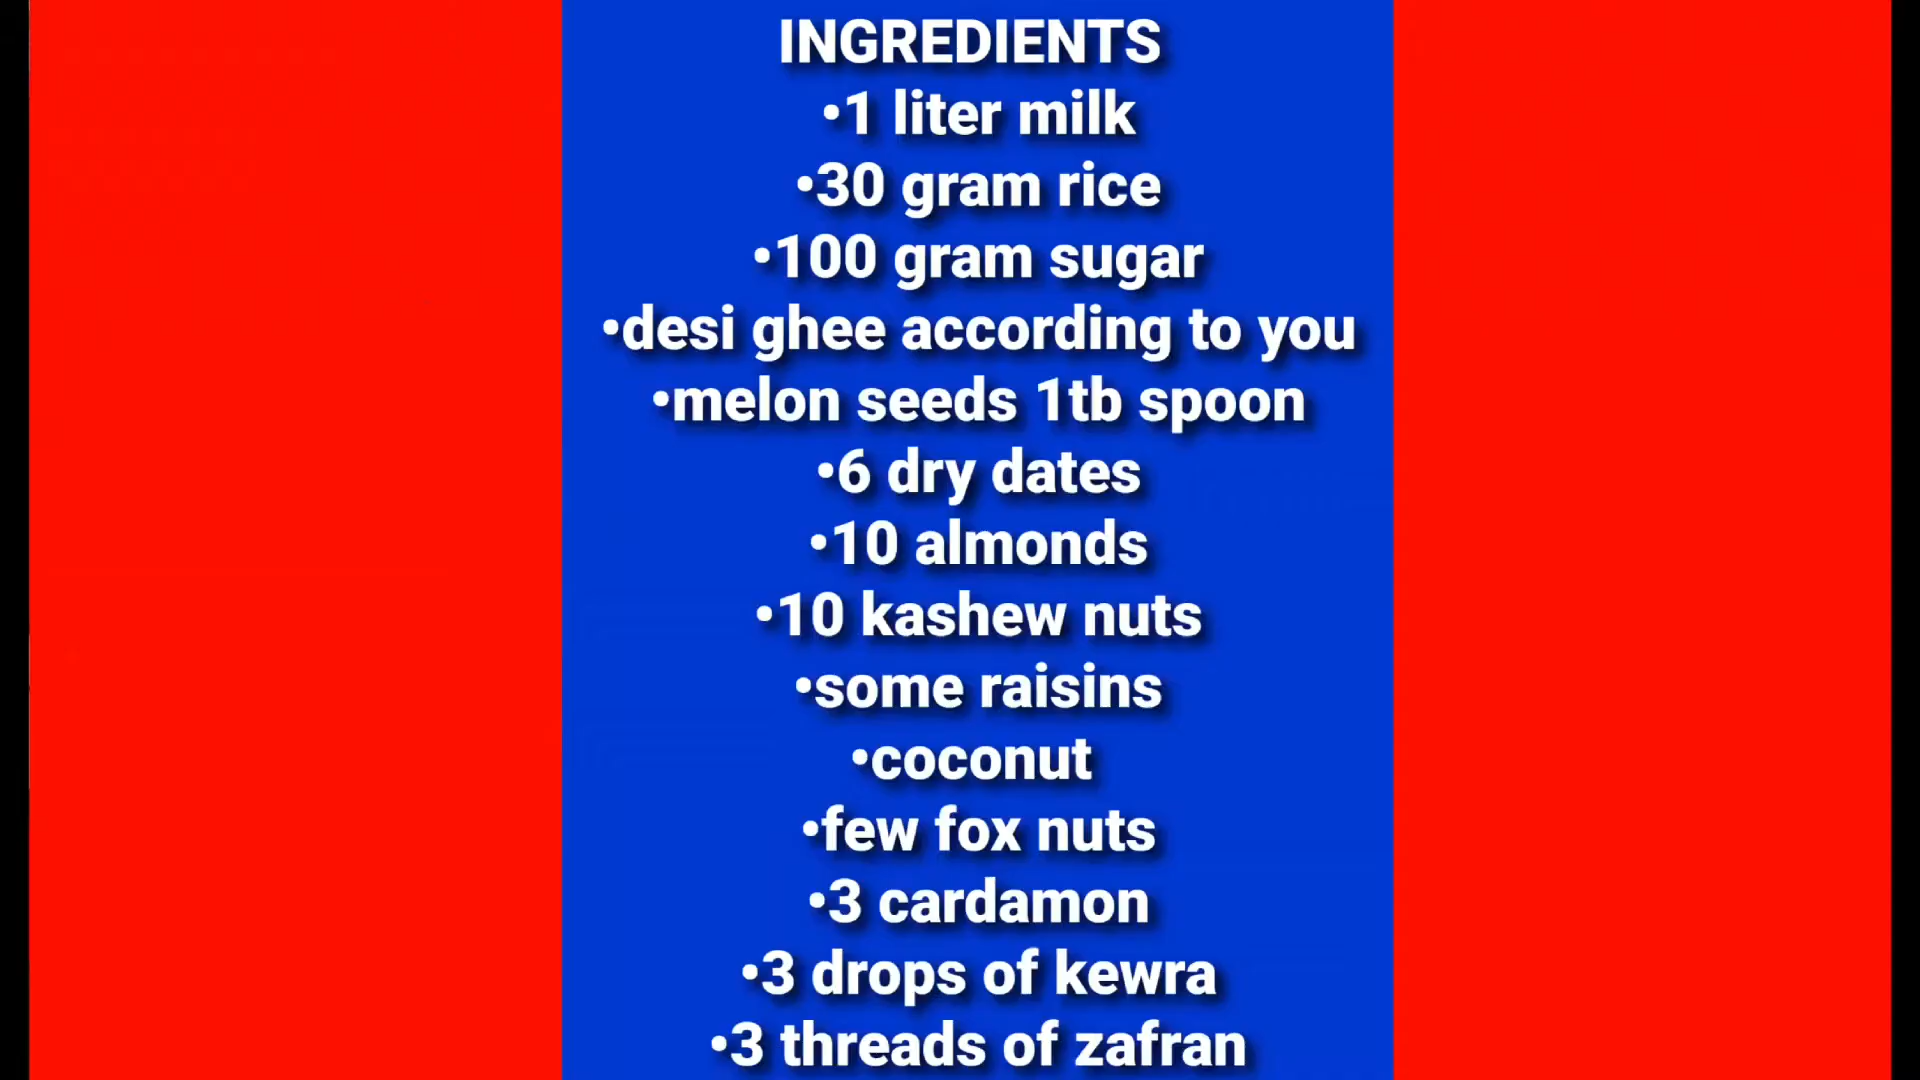 INGREDIENTS
•1 liter milk
•30 gram rice
•100 gram sugar
•desi ghee according to you
•melon seeds 1tb spoon
•6 dry dates
•10 almonds
•10 kashew nuts
•some raisins
•coconut
•few fox nuts
•3 cardamon
•3 drops of kewra
•3 threads of zafran